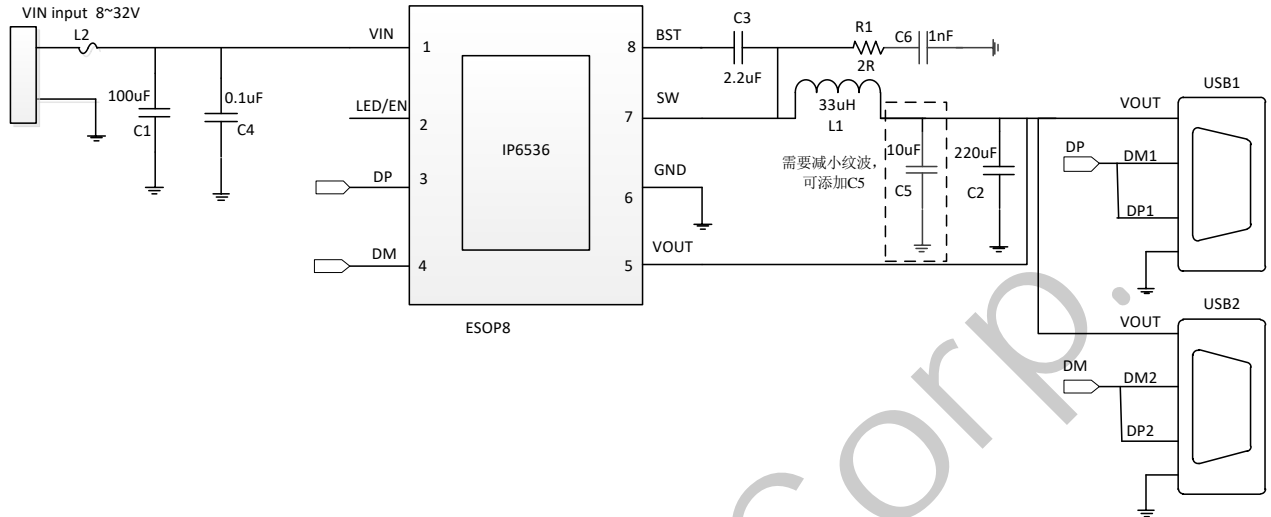 VIN input 8~32V
L2
100uF
C1
0.1uF
C4
VIN
1
LED/EN
2
DP
3
DM
4
IP6536
ESOP8
8
BST
7
SW
6
GND
5
VOUT
C3
2.2uF
R1
2R
C6
1nF
33uH
L1
需要减小纹波,
可添加C5
10uF
C5
220uF
C2
USB1
VOUT
DP
DM1
DP1
USB2
VOUT
DM
DM2
DP2
Corp.